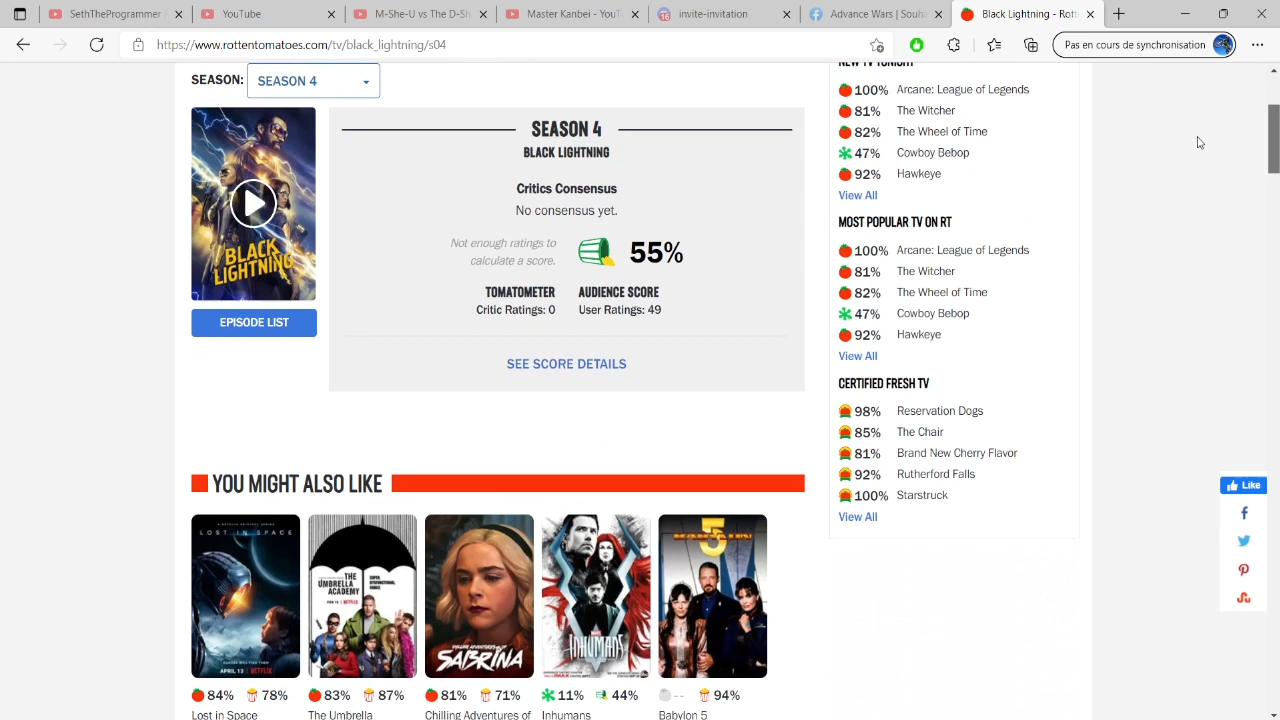 SethTheProgrammer
YouTube
M-She-U vs The D-Sh
Master Kanbei - YouT
16
invite-invitation
Advance Wars | Souha
Black Lightning - Rott
https://www.rottentomatoes.com/tv/black_lightning/s04
Pas en cours de synchronisation
SEASON:
SEASON 4
BLACK LIGHTNING
EPISODE LIST
SEASON 4
BLACK LIGHTNING
Critics Consensus
No consensus yet.
Not enough ratings to
calculate a score.
55%
TOMATOMETER
AUDIENCE SCORE
Critic Ratings: 0
User Ratings: 49
SEE SCORE DETAILS
NEW TV TONIGHT
100% Arcane: League of Legends
81% The Witcher
82% The Wheel of Time
47% Cowboy Bebop
92% Hawkeye
View All
MOST POPULAR TV ON RT
100% Arcane: League of Legends
81% The Witcher
82% The Wheel of Time
47% Cowboy Bebop
92% Hawkeye
View All
CERTIFIED FRESH TV
98% Reservation Dogs
85% The Chair
81% Brand New Cherry Flavor
92% Rutherford Falls
100% Starstruck
View All
Like
YOU MIGHT ALSO LIKE
LOST IN SPACE
APRIL 13 | NETFLIX
THE
UMBRELLA
ACADEMY
SABRINA
INHUMANS
84% 78%
83% 87%
81% 71%
11% 44%
-- 94%
Lost in Space
The Umbrella
Chilling Adventures of
Inhumans
Babylon 5